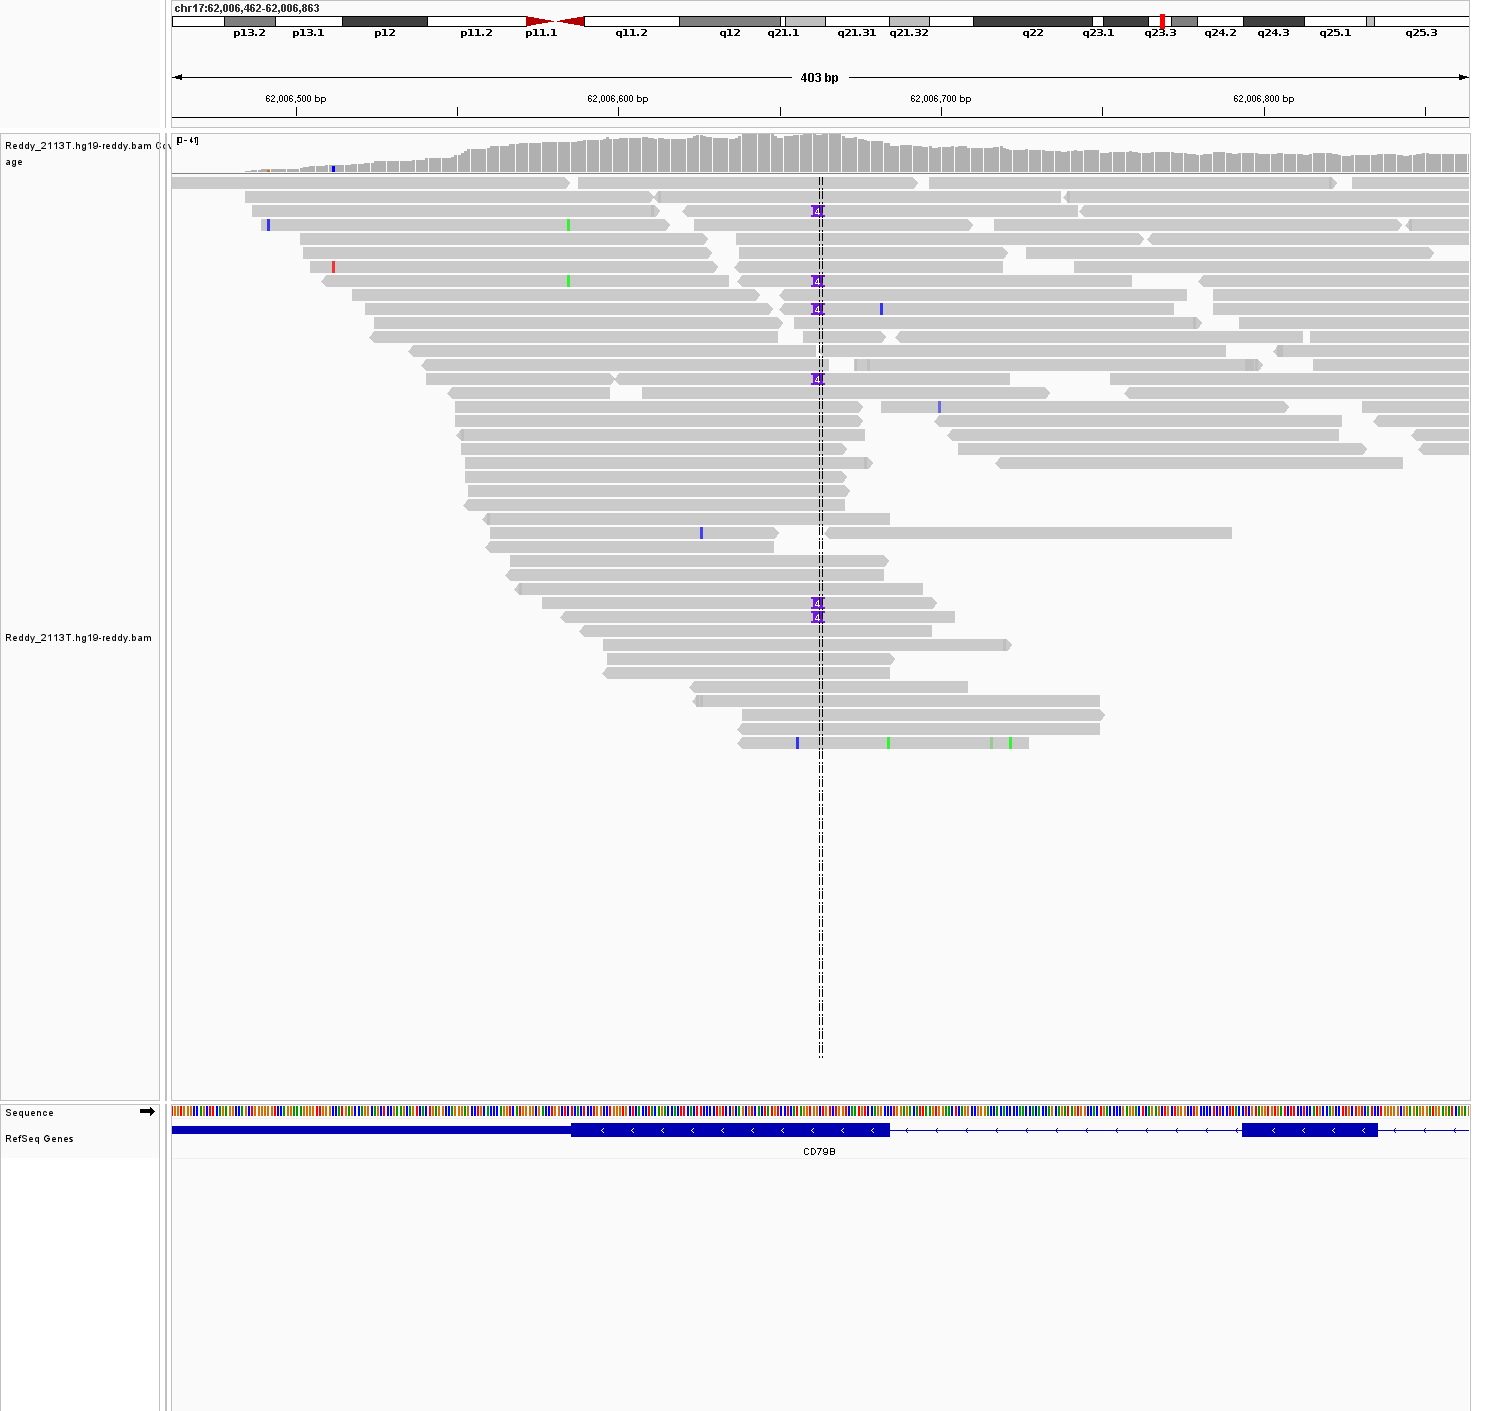 chr17:62,006,462-62,006,863
p13.2 p13.1 p12 p11.2 p11.1 q11.2 q12 q21.1 q21.31 q21.32 q22 q23.1 q23.3 q24.2 q24.3 q25.1 q25.3
403 bp
62,006,500 bp 62,006,600 bp 62,006,700 bp 62,006,800 bp
Reddy_2113T.hg19-reddy.bam Cov
age
[0 - 41]
4
4
4
4
4
4
Reddy_2113T.hg19-reddy.bam
Sequence
RefSeq Genes
CD79B